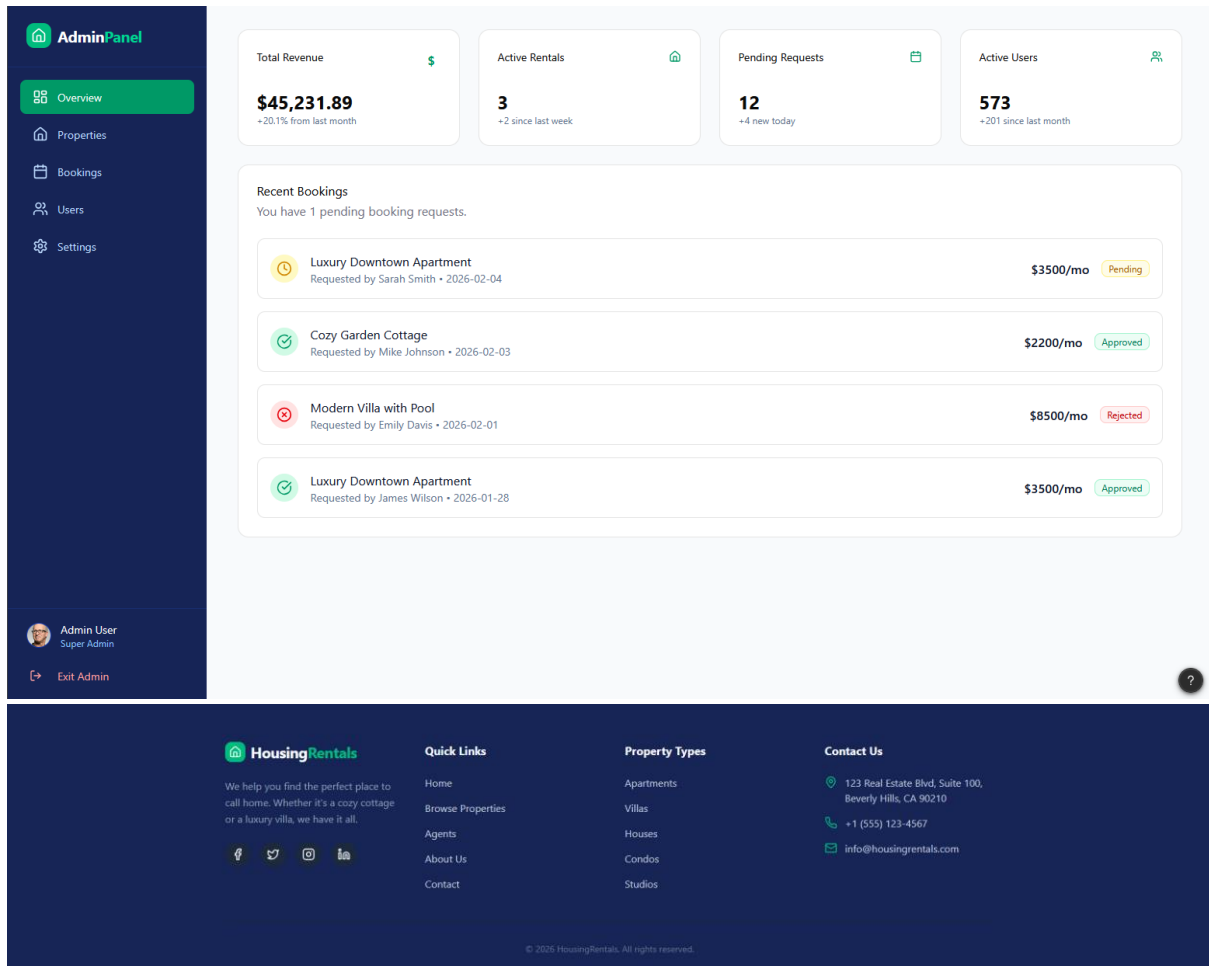 AdminPanel
Overview
Properties
Bookings
Users
Settings
Admin User
Super Admin
Exit Admin
Total Revenue
$
$45,231.89
+20.1% from last month
Active Rentals
3
+2 since last week
Pending Requests
12
+4 new today
Active Users
573
+201 since last month
Recent Bookings
You have 1 pending booking requests.
Luxury Downtown Apartment
Requested by Sarah Smith • 2026-02-04
$3500/mo
Pending
Cozy Garden Cottage
Requested by Mike Johnson • 2026-02-03
$2200/mo
Approved
Modern Villa with Pool
Requested by Emily Davis • 2026-02-01
$8500/mo
Rejected
Luxury Downtown Apartment
Requested by James Wilson • 2026-01-28
$3500/mo
Approved
?
HousingRentals
We help you find the perfect place to
call home. Whether it's a cozy cottage
or a luxury villa, we have it all.
Quick Links
Home
Browse Properties
Agents
About Us
Contact
Property Types
Apartments
Villas
Houses
Condos
Studios
Contact Us
123 Real Estate Blvd, Suite 100,
Beverly Hills, CA 90210
+1 (555) 123-4567
info@housingrentals.com
© 2026 HousingRentals. All rights reserved.